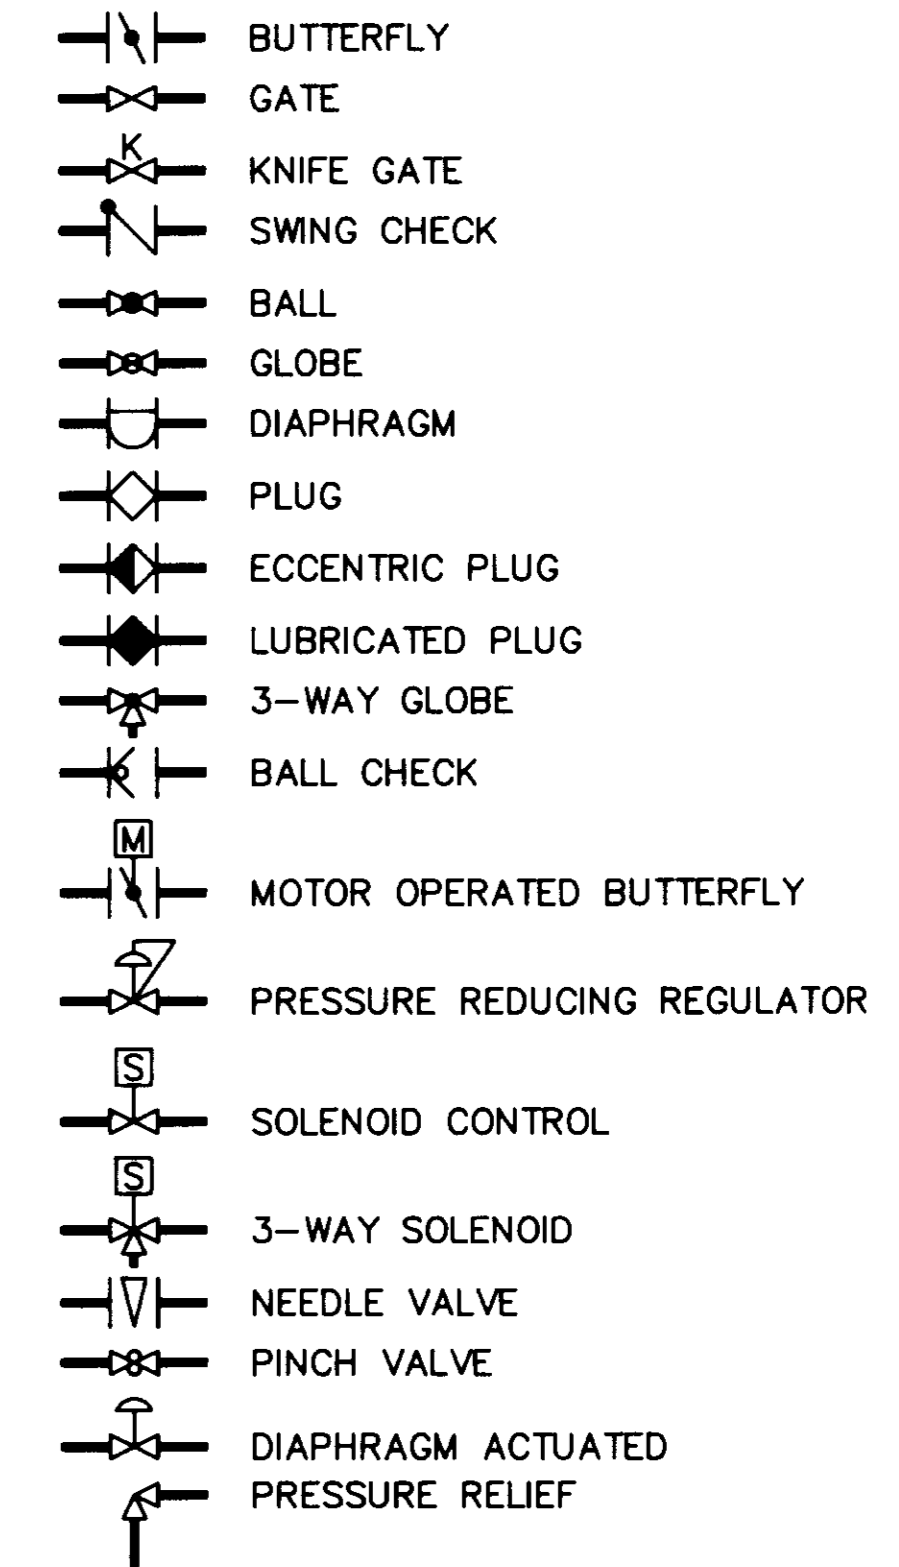 BUTTERFLY
GATE
K
KNIFE GATE
SWING CHECK
BALL
GLOBE
DIAPHRAGM
PLUG
ECCENTRIC PLUG
LUBRICATED PLUG
3-WAY GLOBE
BALL CHECK
M
MOTOR OPERATED BUTTERFLY
PRESSURE REDUCING REGULATOR
S
SOLENOID CONTROL
S
3-WAY SOLENOID
NEEDLE VALVE
PINCH VALVE
DIAPHRAGM ACTUATED
PRESSURE RELIEF